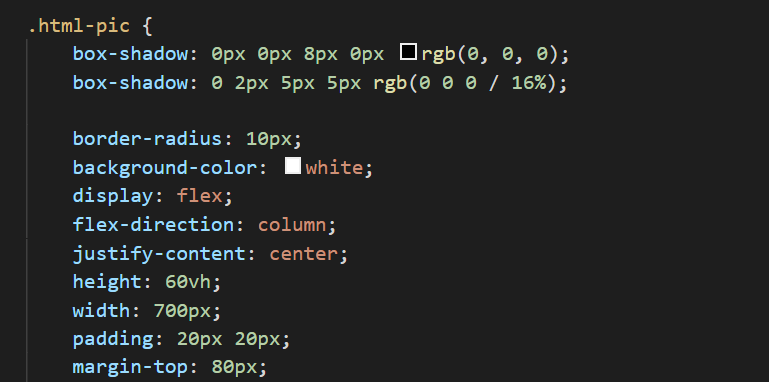 .html-pic {
    box-shadow: 0px 0px 8px 0px rgb(0, 0, 0);
    box-shadow: 0 2px 5px 5px rgb(0 0 0 / 16%);

    border-radius: 10px;
    background-color: white;
    display: flex;
    flex-direction: column;
    justify-content: center;
    height: 60vh;
    width: 700px;
    padding: 20px 20px;
    margin-top: 80px;